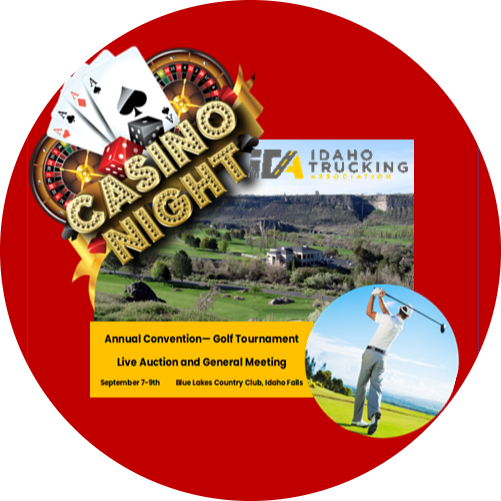 CASINO
NIGHT
ITA
IDAHO
TRUCKING
ASSOCIATION
Annual Convention— Golf Tournament
Live Auction and General Meeting
September 7-9th Blue Lakes Country Club, Idaho Falls